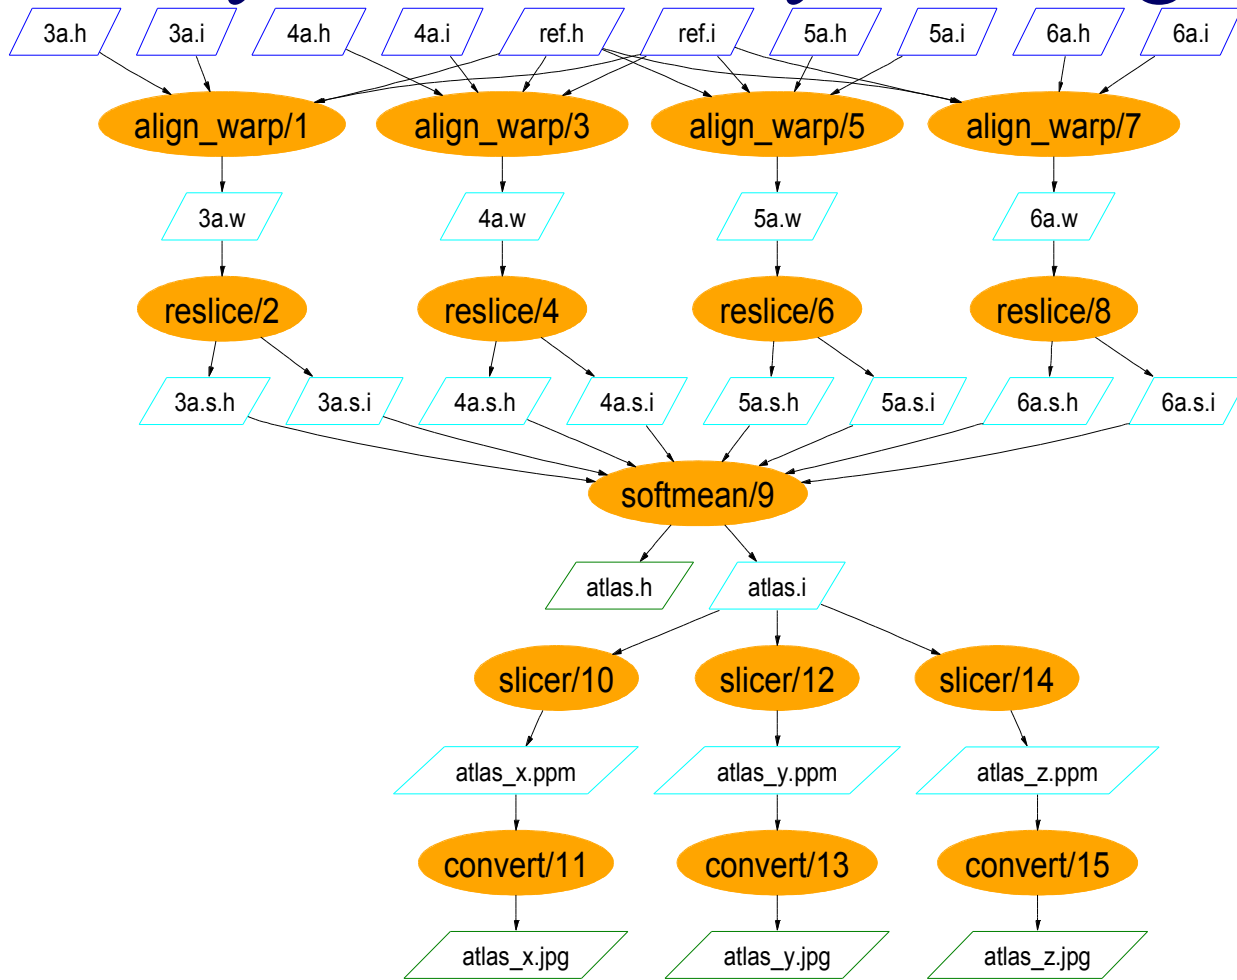 3a.h 3a.i 4a.h 4a.i ref.h ref.i 5a.h 5a.i 6a.h 6a.i
align_warp/1 align_warp/3 align_warp/5 align_warp/7
3a.w 4a.w 5a.w 6a.w
reslice/2 reslice/4 reslice/6 reslice/8
3a.s.h 3a.s.i 4a.s.h 4a.s.i 5a.s.h 5a.s.i 6a.s.h 6a.s.i
softmean/9
atlas.h atlas.i
slicer/10 slicer/12 slicer/14
atlas_x.ppm atlas_y.ppm atlas_z.ppm
convert/11 convert/13 convert/15
atlas_x.jpg atlas_y.jpg atlas_z.jpg